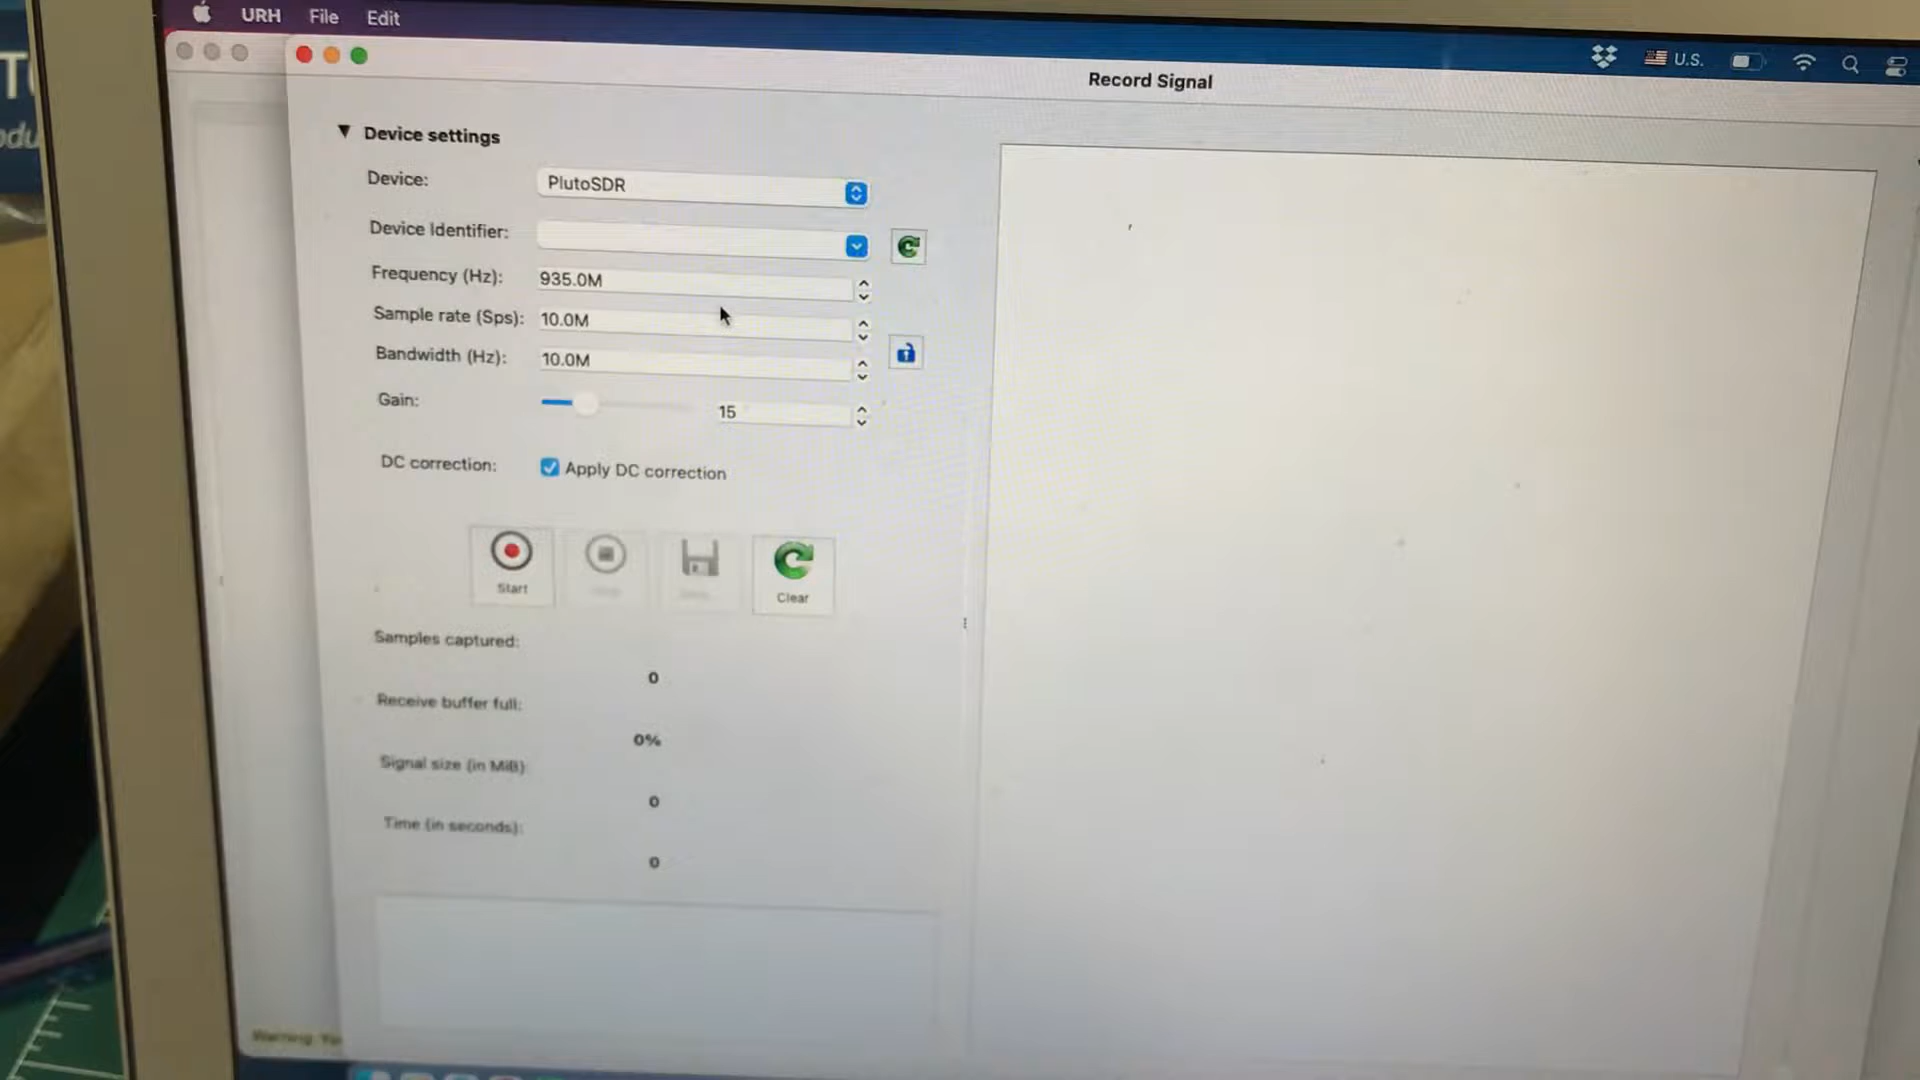 URH File Edit
U.S.
Record Signal
Device settings
Device: PlutoSDR
Device Identifier:
Frequency (Hz): 935.0M
Sample rate (Sps): 10.0M
Bandwidth (Hz): 10.0M
Gain: 15
DC correction: Apply DC correction
Start
Clear
Samples captured:
0
Receive buffer full:
0%
Signal size (in MiB):
0
Time (in seconds):
0
Warning: